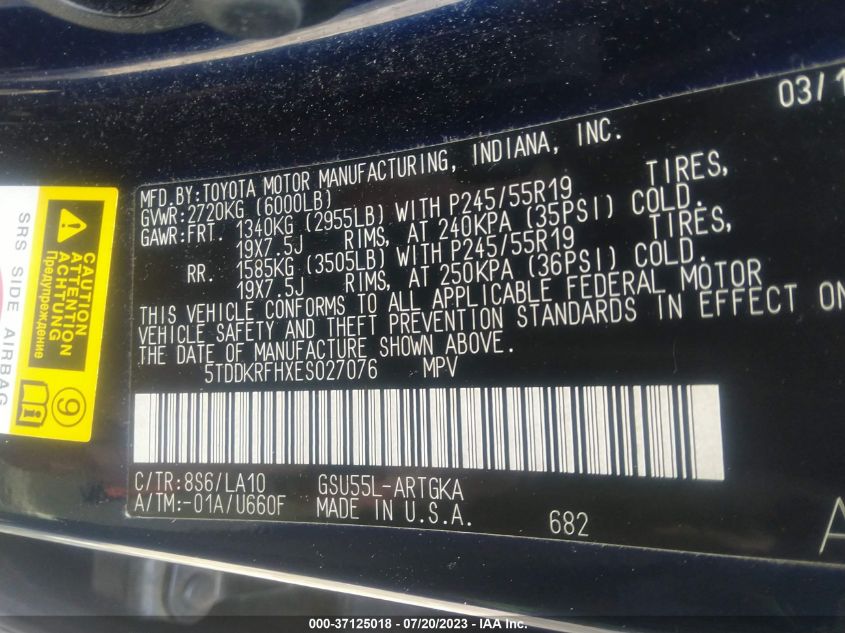 03/1
MFD.BY:TOYOTA MOTOR MANUFACTURING, INDIANA, INC.
GVWR:2720KG (6000LB)
GAWR:FRT. 1340KG (2955LB) WITH P245/55R19 TIRES,
19X7.5J RIMS, AT 240KPA (35PSI) COLD.
RR. 1585KG (3505LB) WITH P245/55R19 TIRES,
19X7.5J RIMS, AT 250KPA (36PSI) COLD.
THIS VEHICLE CONFORMS TO ALL APPLICABLE FEDERAL MOTOR
VEHICLE SAFETY AND THEFT PREVENTION STANDARDS IN EFFECT ON
THE DATE OF MANUFACTURE SHOWN ABOVE.
5TDDKRFHXES027076 MPV
C/TR:8S6/LA10 GSU55L-ARTGKA
A/TM:-01A/U660F MADE IN U.S.A. 682
A
SRS SIDE AIRBAG
CAUTION
ATTENTION
ACHTUNG
Предупреждение
9
000-37125018 - 07/20/2023 - IAA Inc.